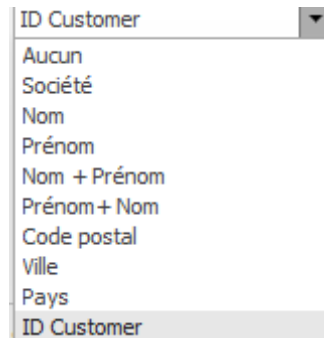 ID Customer
Aucun
Société
Nom
Prénom
Nom + Prénom
Prénom+ Nom
Code postal
Ville
Pays
ID Customer